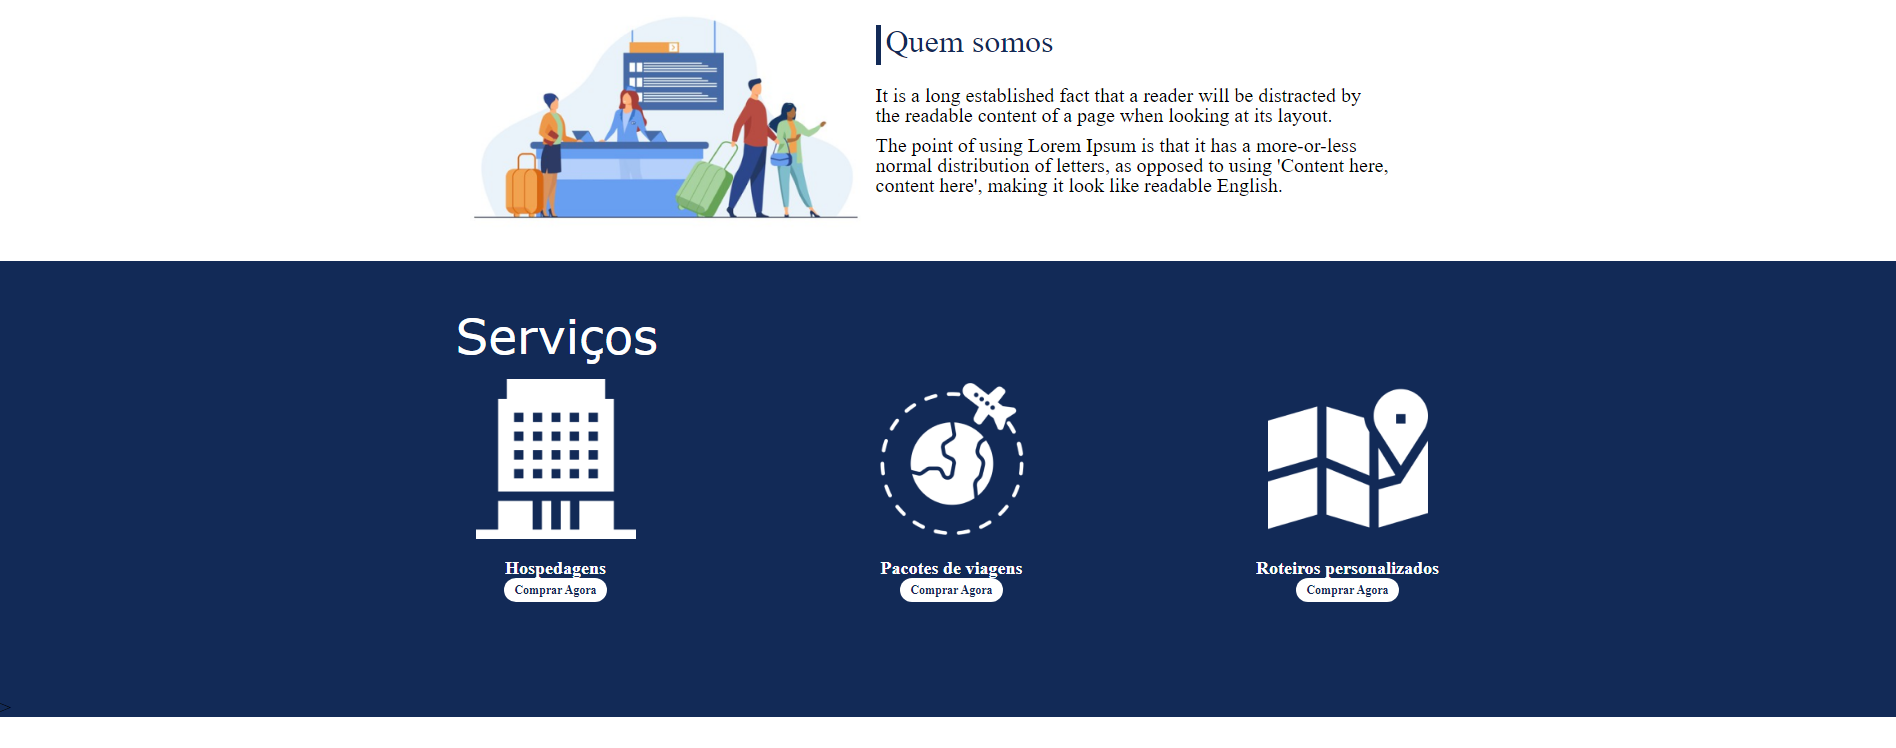 Quem somos
It is a long established fact that a reader will be distracted by
the readable content of a page when looking at its layout.
The point of using Lorem Ipsum is that it has a more-or-less
normal distribution of letters, as opposed to using 'Content here,
content here', making it look like readable English.
Serviços
Hospedagens
Comprar Agora
Pacotes de viagens
Comprar Agora
Roteiros personalizados
Comprar Agora
>